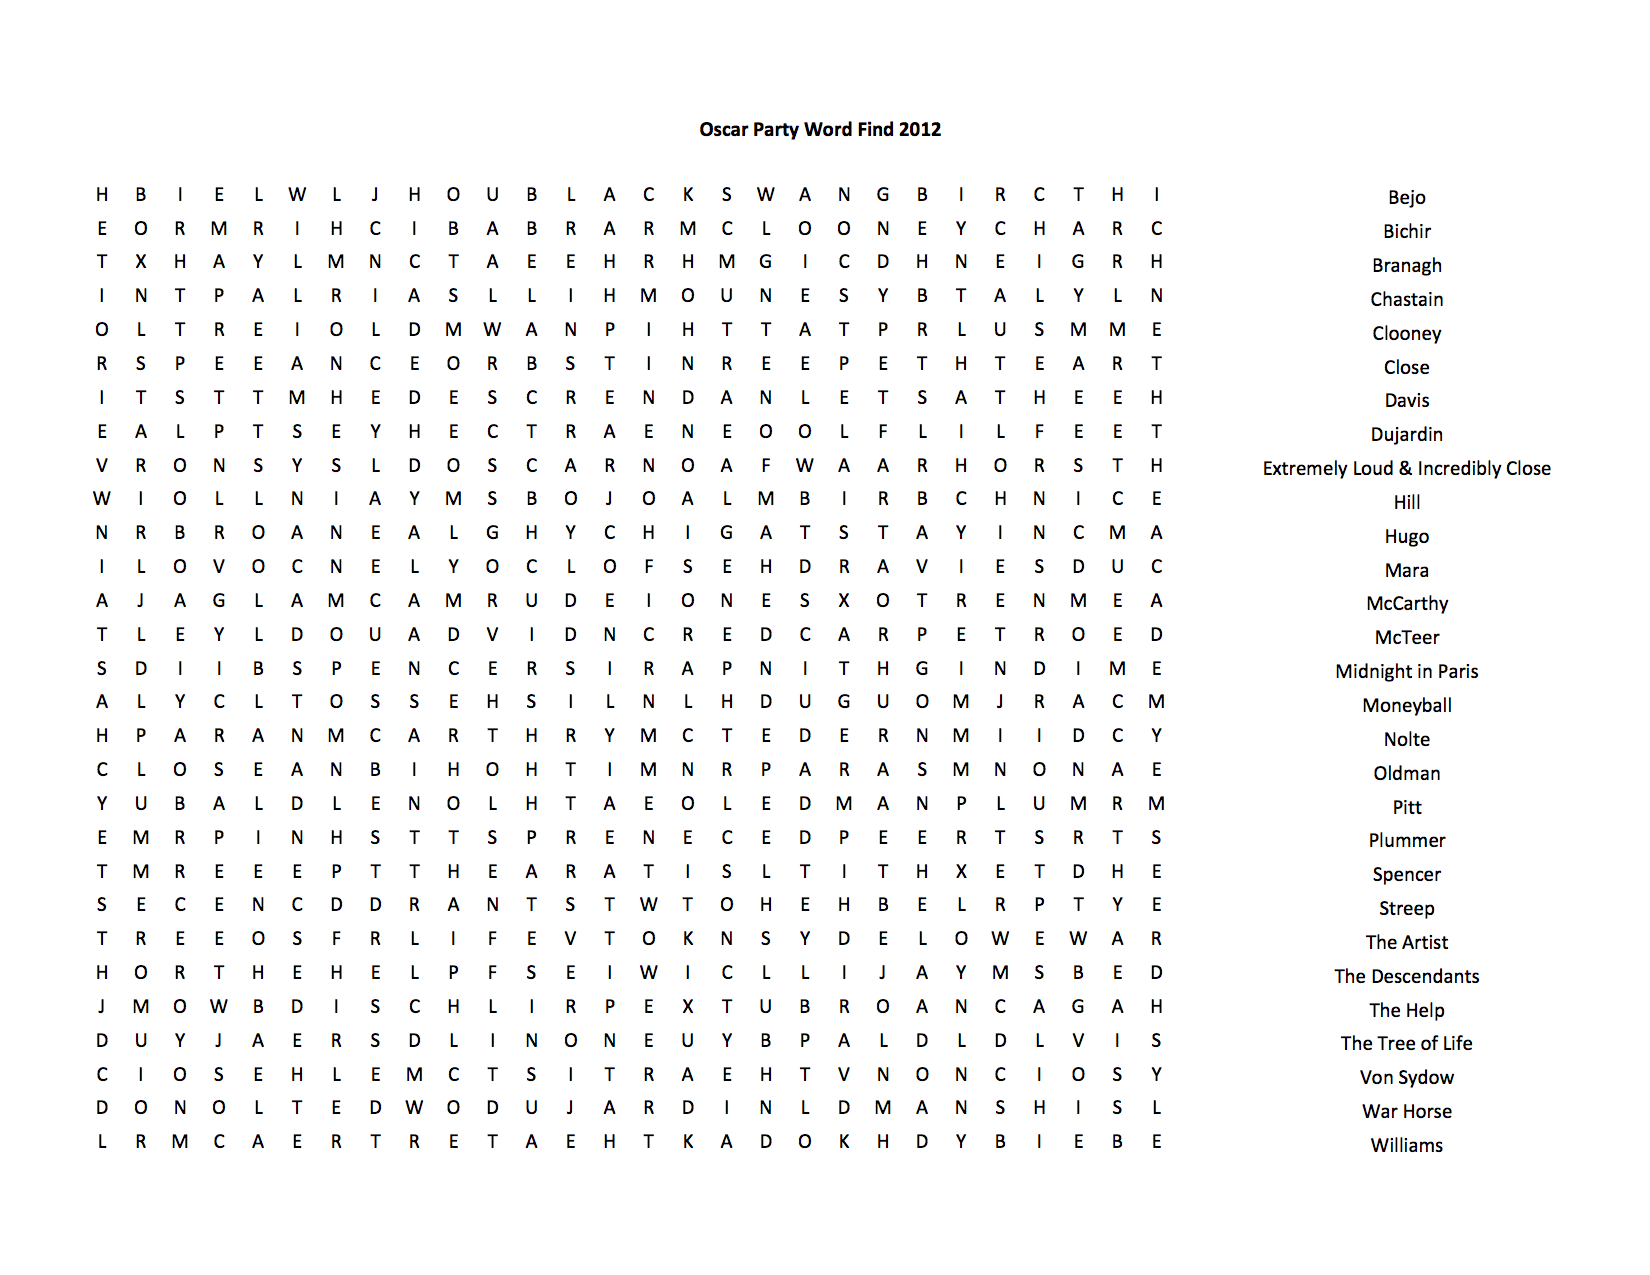 Oscar Party Word Find 2012
H B I E L W L J H O U B L A C K S W A N G B I R C T H I Bejo
E O R M R I H C I B A B R A R M C L O O N E Y C H A R C Bichir
T X H A Y L M N C T A E E H R H M G I C D H N E I G R H Branagh
I N T P A L R I A S L L I H M O U N E S Y B T A L Y L N Chastain
O L T R E I O L D M W A N P I H T T A T P R L U S M M E Clooney
R S P E E A N C E O R B S T I N R E E P E T H T E A R T Close
I T S T T M H E D E S C R E N D A N L E T S A T H E E H Davis
E A L P T S E Y H E C T R A E N E O O L F L I L F E E T Dujardin
V R O N S Y S L D O S C A R N O A F W A A R H O R S T H Extremely Loud & Incredibly Close
W I O L L N I A Y M S B O J O A L M B I R B C H N I C E Hill
N R B R O A N E A L G H Y C H I G A T S T A Y I N C M A Hugo
I L O V O C N E L Y O C L O F S E H D R A V I E S D U C Mara
A J A G L A M C A M R U D E I O N E S X O T R E N M E A McCarthy
T L E Y L D O U A D V I D N C R E D C A R P E T R O E D McTeer
S D I I B S P E N C E R S I R A P N I T H G I N D I M E Midnight in Paris
A L Y C L T O S S E H S I L N L H D U G U O M J R A C M Moneyball
H P A R A N M C A R T H R Y M C T E D E R N M I I D C Y Nolte
C L O S E A N B I H O H T I M N R P A R A S M N O N A E Oldman
Y U B A L D L E N O L H T A E O L E D M A N P L U M R M Pitt
E M R P I N H S T T S P R E N E C E D P E E R T S R T S Plummer
T M R E E E P T T H E A R A T I S L T I T H X E T D H E Spencer
S E C E N C D D R A N T S T W T O H E H B E L R P T Y E Streep
T R E E O S F R L I F E V T O K N S Y D E L O W E W A R The Artist
H O R T H E H E L P F S E I W I C L L I J A Y M S B E D The Descendants
J M O W B D I S C H L I R P E X T U B R O A N C A G A H The Help
D U Y J A E R S D L I N O N E U Y B P A L D L D L V I S The Tree of Life
C I O S E H L E M C T S I T R A E H T V N O N C I O S Y Von Sydow
D O N O L T E D W O D U J A R D I N L D M A N S H I S L War Horse
L R M C A E R T R E T A E H T K A D O K H D Y B I E B E Williams